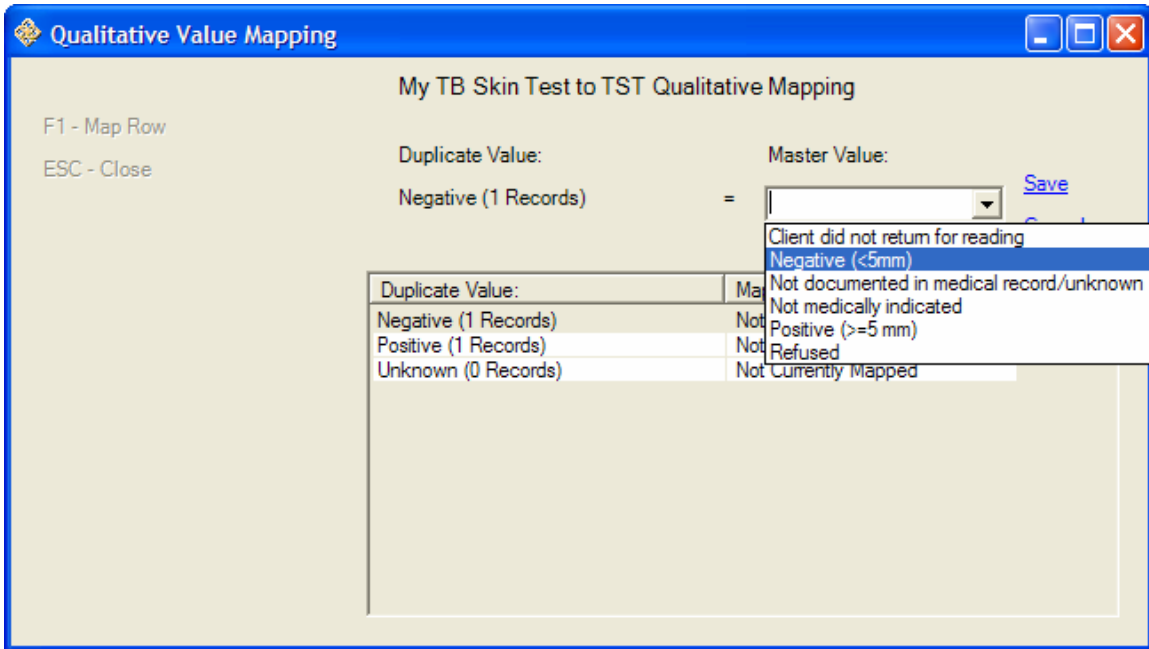 Qualitative Value Mapping
My TB Skin Test to TST Qualitative Mapping
F1 - Map Row
ESC - Close
Duplicate Value: Master Value:
Negative (1 Records) = Save
Client did not return for reading
Negative (<5mm)
Not documented in medical record/unknown
Not medically indicated
Positive (>=5 mm)
Refused
Duplicate Value:
Negative (1 Records) Not
Positive (1 Records) Not
Unknown (0 Records) Not Currently Mapped